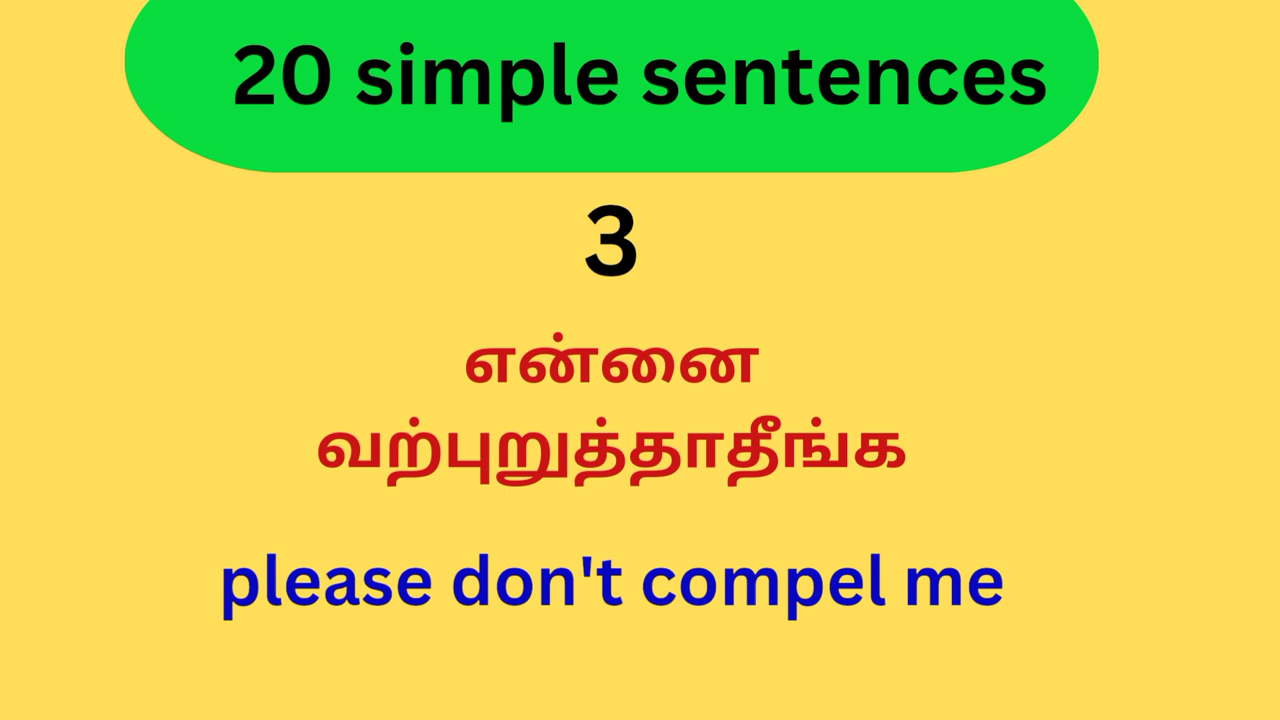 20 simple sentences
3
என்னை
வற்புறுத்தாதீங்க
please don't compel me